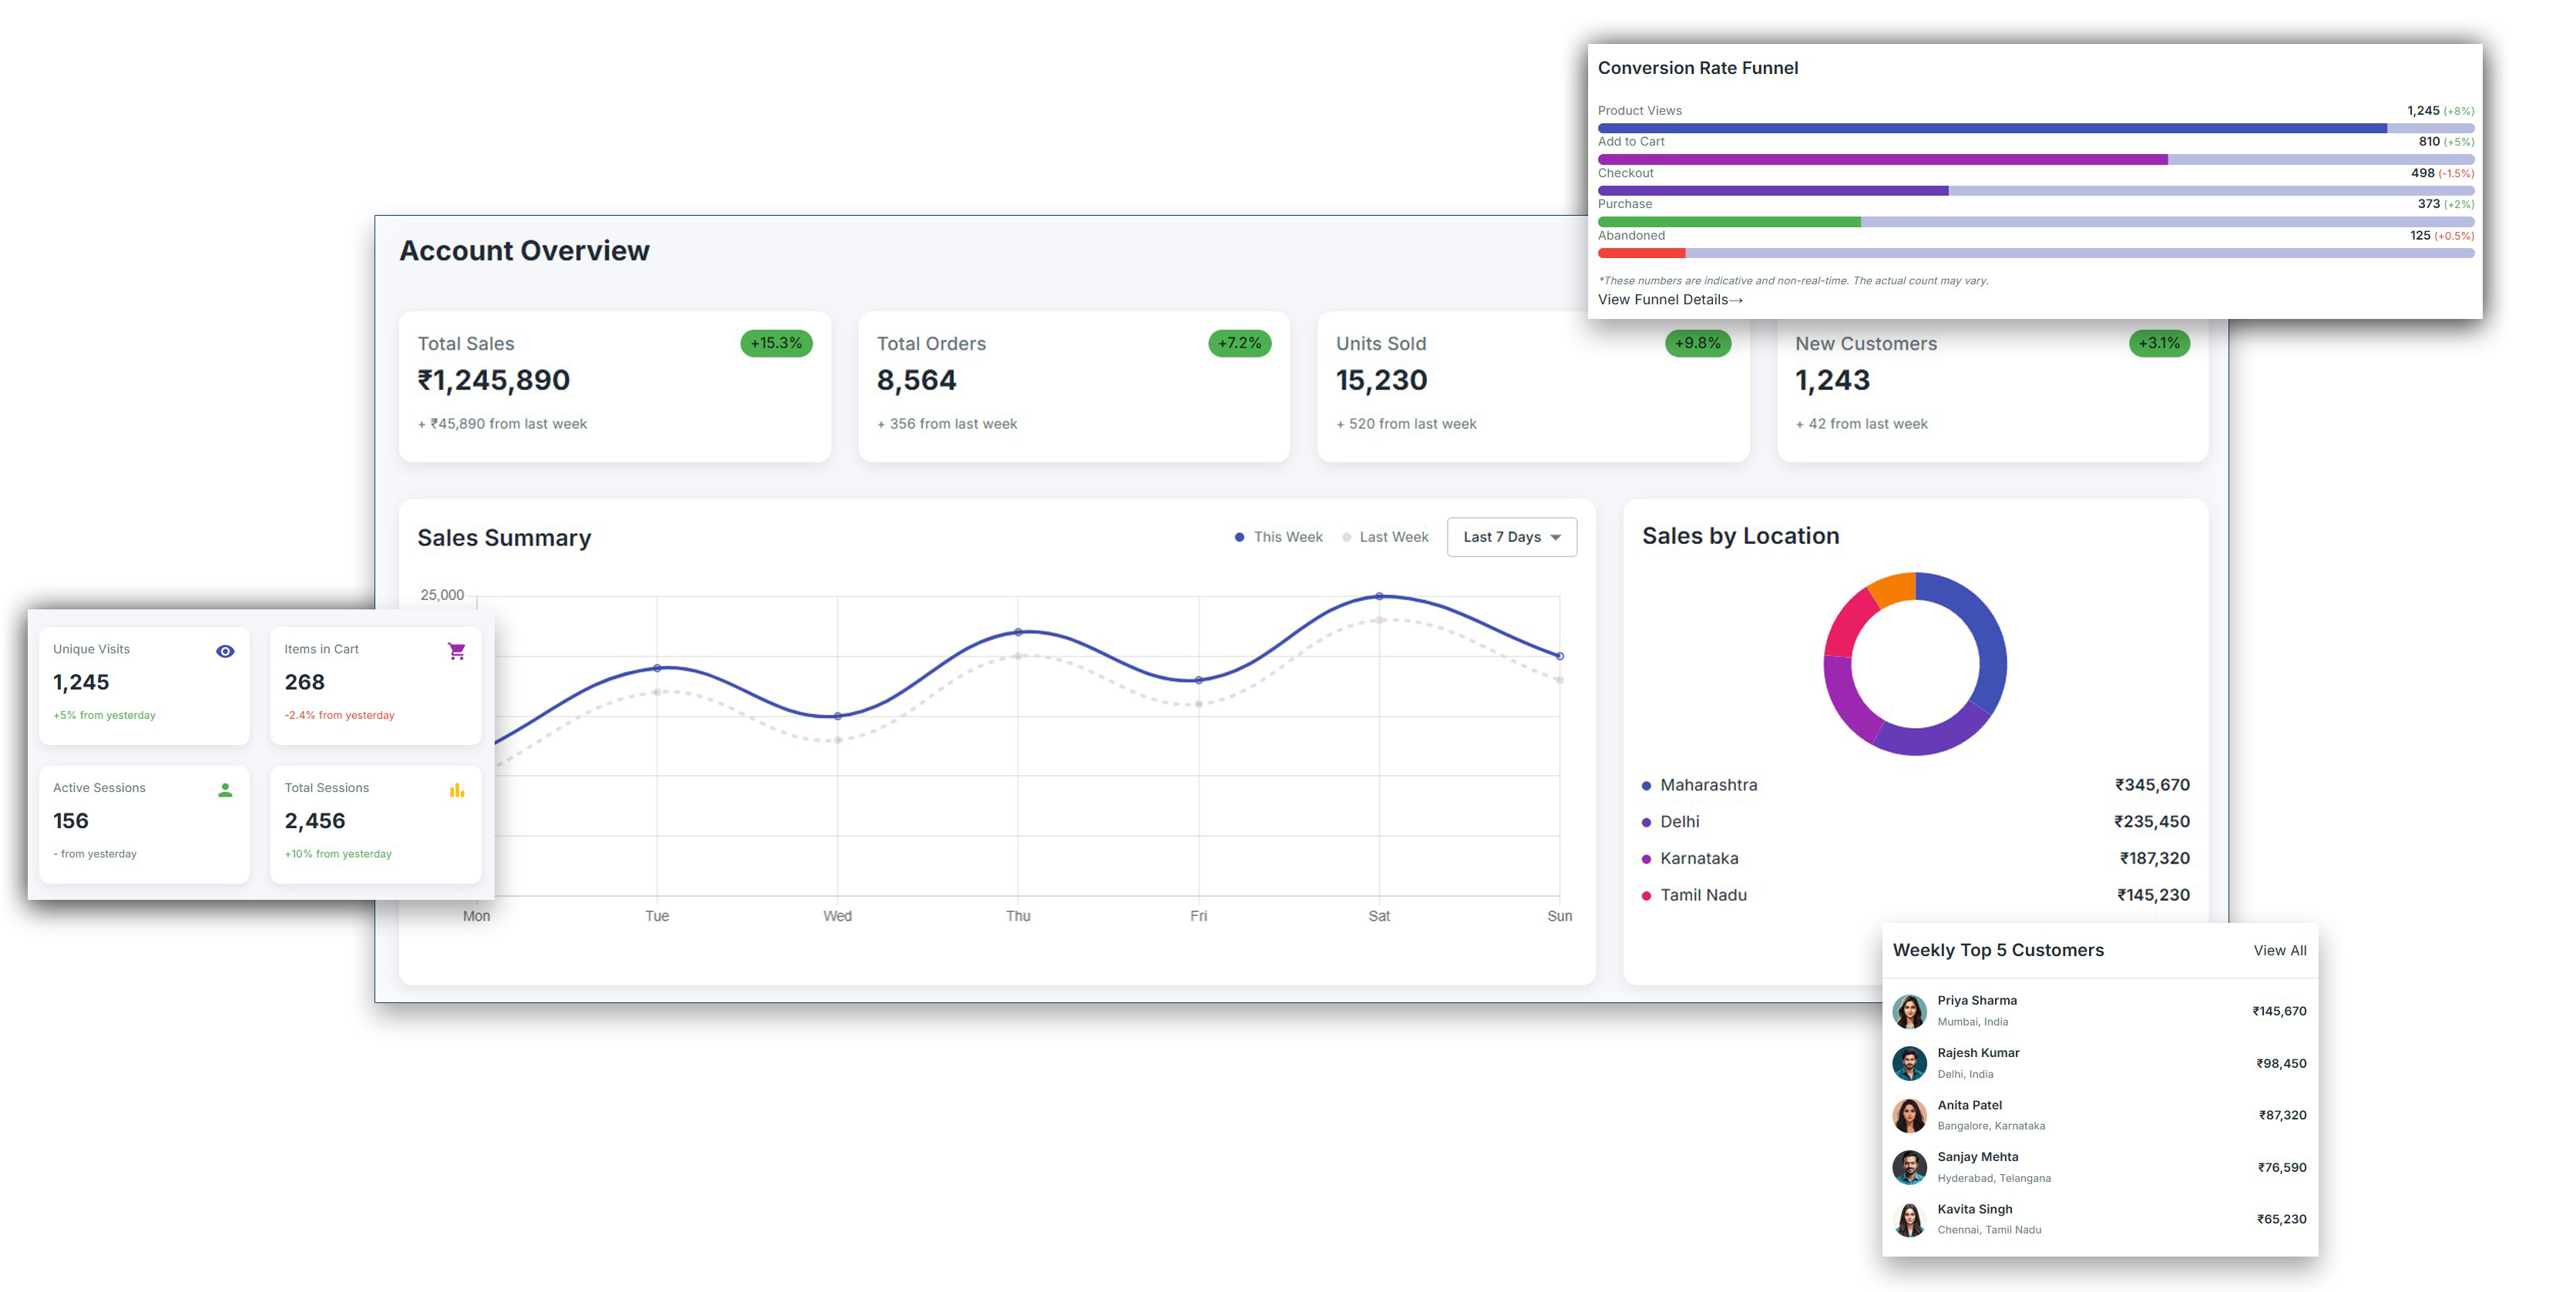 Conversion Rate Funnel
Product Views 1,245 (+8%)
Add to Cart 810 (+5%)
Checkout 498 (-1.5%)
Purchase 373 (+2%)
Abandoned 125 (+0.5%)
*These numbers are indicative and non-real-time. The actual count may vary.
View Funnel Details→
Account Overview
Total Sales +15.3%
₹1,245,890
+ ₹45,890 from last week
Total Orders +7.2%
8,564
+ 356 from last week
Units Sold +9.8%
15,230
+ 520 from last week
New Customers +3.1%
1,243
+ 42 from last week
Sales Summary
This Week Last Week Last 7 Days
25,000
Mon Tue Wed Thu Fri Sat Sun
Unique Visits
1,245
+5% from yesterday
Items in Cart
268
-2.4% from yesterday
Active Sessions
156
- from yesterday
Total Sessions
2,456
+10% from yesterday
Sales by Location
Maharashtra ₹345,670
Delhi ₹235,450
Karnataka ₹187,320
Tamil Nadu ₹145,230
Weekly Top 5 Customers View All
Priya Sharma
Mumbai, India
₹145,670
Rajesh Kumar
Delhi, India
₹98,450
Anita Patel
Bangalore, Karnataka
₹87,320
Sanjay Mehta
Hyderabad, Telangana
₹76,590
Kavita Singh
Chennai, Tamil Nadu
₹65,230